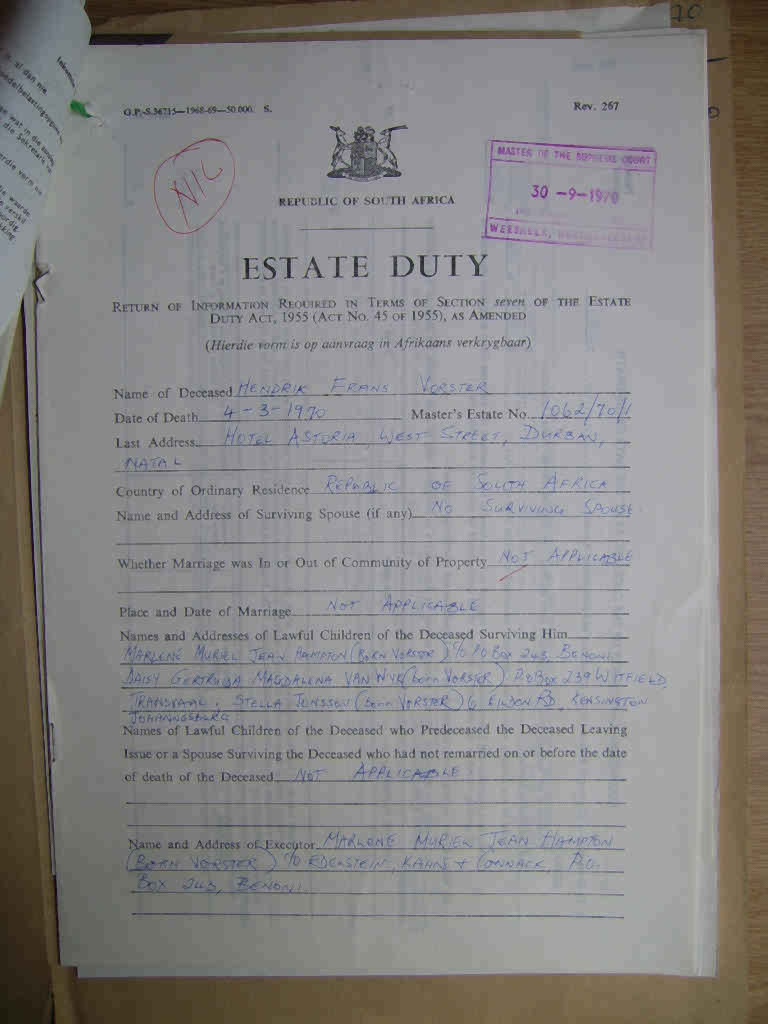 70
G.P.-S.36715—1968-69—50,000. S.
Rev. 267
NIL
MASTER OF THE SUPREME COURT
30 -9-1970
REPUBLIC OF SOUTH AFRICA
ESTATE DUTY
RETURN OF INFORMATION REQUIRED IN TERMS OF SECTION seven OF THE ESTATE
DUTY ACT, 1955 (ACT NO. 45 OF 1955), AS AMENDED
(Hierdie vorm is op aanvraag in Afrikaans verkrygbaar)
Name of Deceased HENDRIK FRANS VORSTER
Date of Death 4-3-1970 Master's Estate No. 1062/70/1
Last Address HOTEL ASTORIA, WEST STREET, DURBAN,
NATAL
Country of Ordinary Residence REPUBLIC OF SOUTH AFRICA
Name and Address of Surviving Spouse (if any) NO SURVIVING SPOUSE.
Whether Marriage was In or Out of Community of Property NOT APPLICABLE
Place and Date of Marriage NOT APPLICABLE
Names and Addresses of Lawful Children of the Deceased Surviving Him
MARLENE MURIEL JEAN HAMPTON (BORN VORSTER) c/o P.O BOX 243, BENONI.
DAISY GERTRUIDA MAGDALENA VAN WYK (born VORSTER) P.O Box 239 WITFIELD,
TRANSVAAL; STELLA JONSSON (born VORSTER) 6 EILDON RD, KENSINGTON
JOHANNESBURG.
Names of Lawful Children of the Deceased who Predeceased the Deceased Leaving
Issue or a Spouse Surviving the Deceased who had not remarried on or before the date
of death of the Deceased NOT APPLICABLE.
Name and Address of Executor MARLENE MURIEL JEAN HAMPTON
(BORN VORSTER) c/o EDELSTEIN, KAHN & CONNACK, P.O.
BOX 243, BENONI.